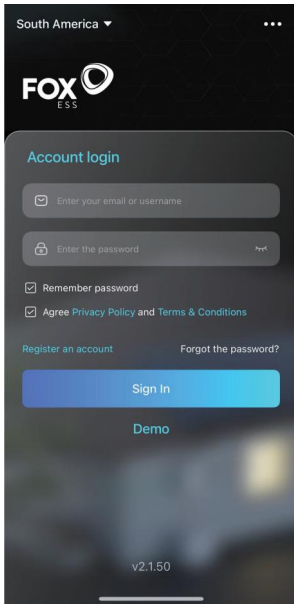 South America
FOX
ESS
Account login
Enter your email or username
Enter the password
Remember password
Agree Privacy Policy and Terms & Conditions
Register an account Forgot the password?
Sign In
Demo
v2.1.50